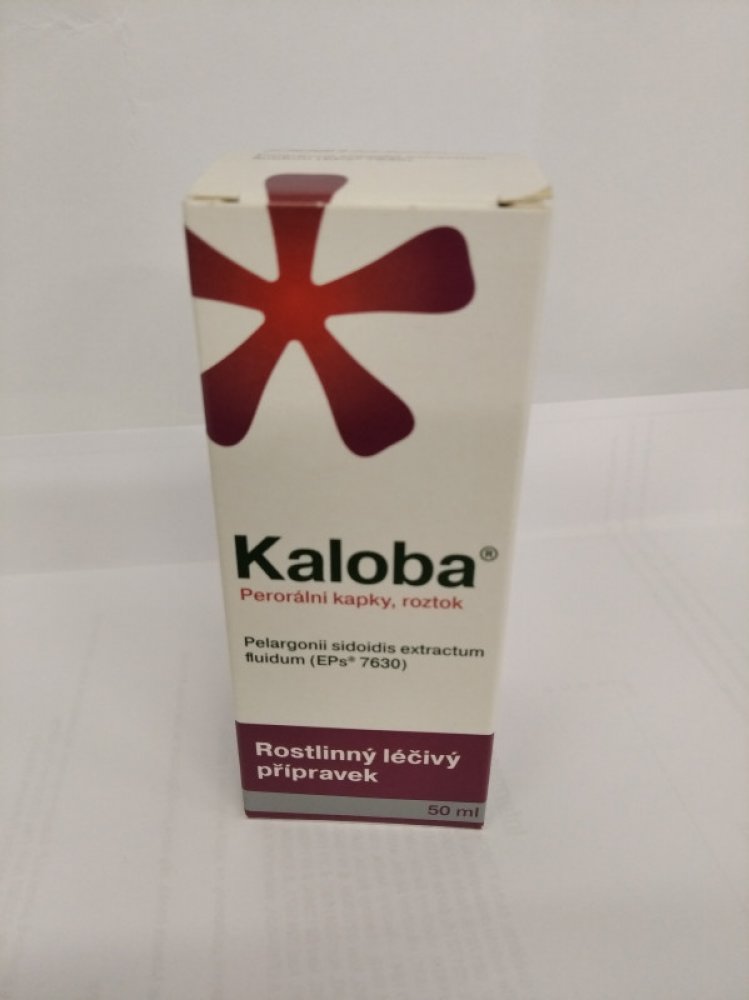 Kaloba®
Perorální kapky, roztok
Pelargonii sidoidis extractum
fluidum (EPs® 7630)
Rostlinný léčivý
přípravek
50 ml